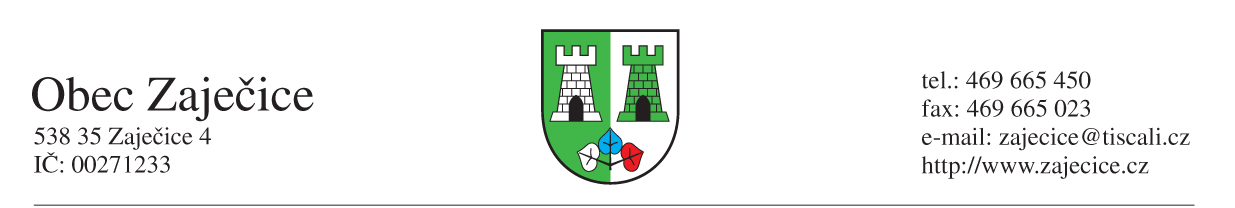 Obec Zaječice
538 35 Zaječice 4
IČ: 00271233
tel.: 469 665 450
fax: 469 665 023
e-mail: zajecice@tiscali.cz
http://www.zajecice.cz